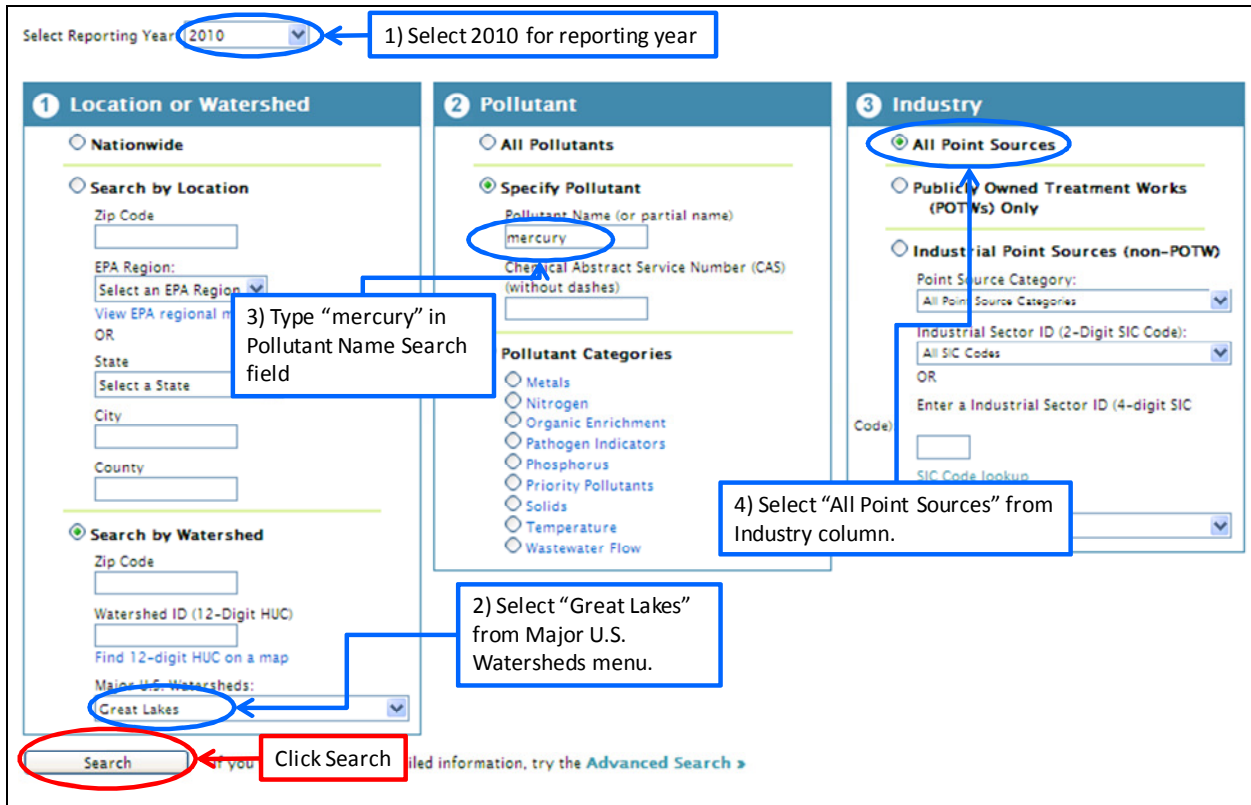 Select Reporting Year 2010
1) Select 2010 for reporting year
1 Location or Watershed
Nationwide
Search by Location
Zip Code
EPA Region:
Select an EPA Region
View EPA regional
OR
State
Select a State
City
County
Search by Watershed
Zip Code
Watershed ID (12-Digit HUC)
Find 12-digit HUC on a map
Major U.S. Watersheds:
Great Lakes
2 Pollutant
All Pollutants
Specify Pollutant
Pollutant Name (or partial name)
mercury
Chemical Abstract Service Number (CAS)
(without dashes)
3) Type “mercury” in
Pollutant Name Search
field
Pollutant Categories
Metals
Nitrogen
Organic Enrichment
Pathogen Indicators
Phosphorus
Priority Pollutants
Solids
Temperature
Wastewater Flow
2) Select “Great Lakes”
from Major U.S.
Watersheds menu.
3 Industry
All Point Sources
Publicly Owned Treatment Works
(POTWs) Only
Industrial Point Sources (non-POTW)
Point Source Category:
All Point Source Categories
Industrial Sector ID (2-Digit SIC Code):
All SIC Codes
OR
Enter a Industrial Sector ID (4-digit SIC
Code)
SIC Code lookup
4) Select “All Point Sources” from
Industry column.
Search
Click Search
If you
information, try the Advanced Search »